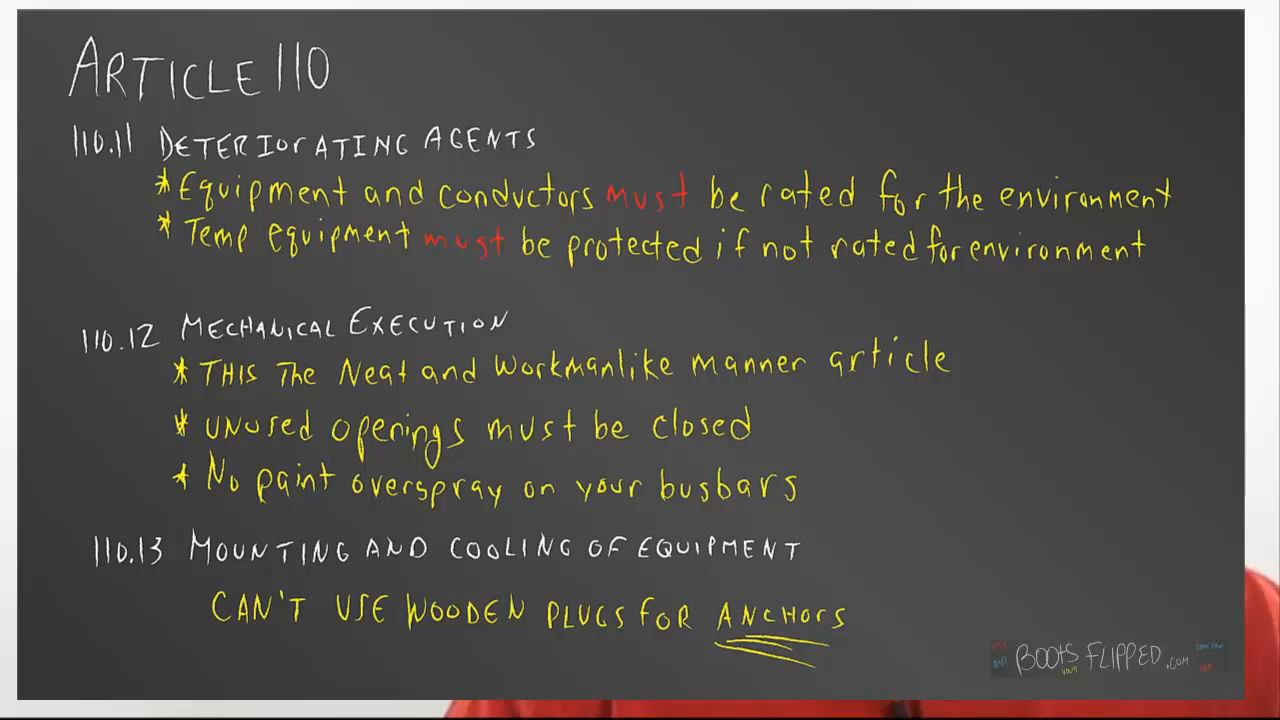 ARTICLE 110
110.11 DETERIORATING AGENTS
* Equipment and conductors must be rated for the environment
* Temp equipment must be protected if not rated for environment
110.12 MECHANICAL EXECUTION
* THIS The Neat and Workmanlike manner article
* UNUSED openings must be closed
* No paint overspray on your busbars
110.13 MOUNTING AND COOLING OF EQUIPMENT
CAN'T USE WOODEN PLUGS FOR ANCHORS
BOOTS FLIPPED.COM